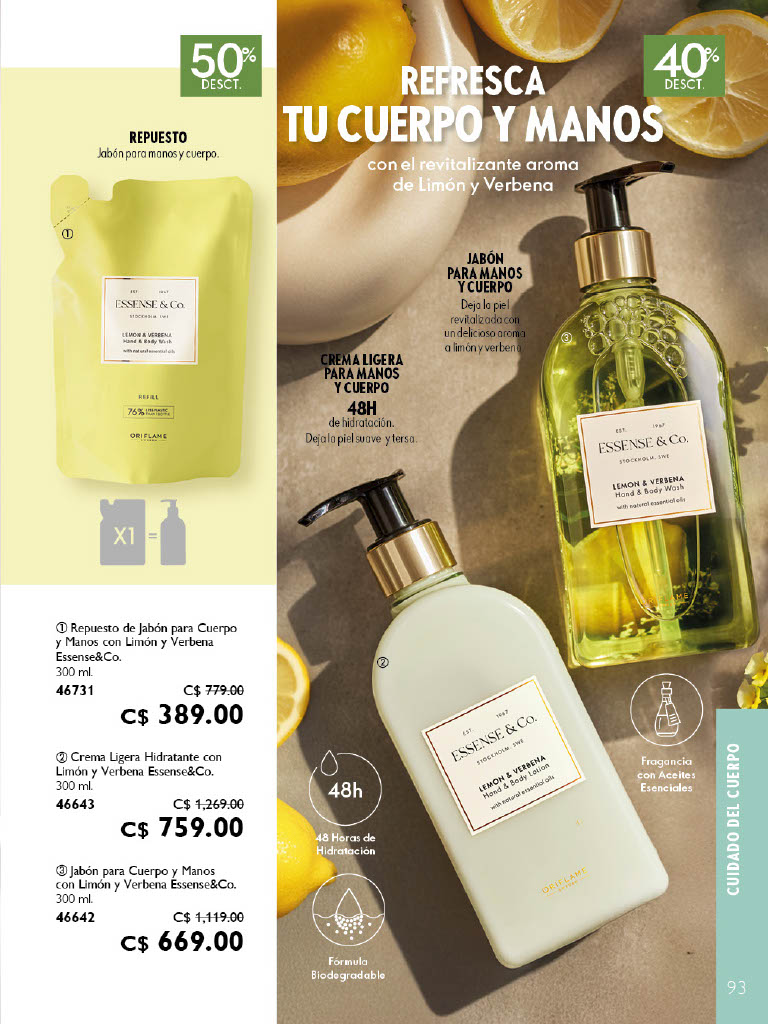 50%
DESCT.
REPUESTO
Jabón para manos y cuerpo.
①
EST. 1967
ESSENSE & Co.
STOCKHOLM, SWE
LEMON & VERBENA
Hand & Body Wash
with natural essential oils
REFILL
76%
ORIFLAME
SWEDEN
X1 =
① Repuesto de Jabón para Cuerpo
y Manos con Limón y Verbena
Essense&Co.
300 ml.
46731 C$ 779.00
C$ 389.00
② Crema Ligera Hidratante con
Limón y Verbena Essense&Co.
300 ml.
46643 C$ 1,269.00
C$ 759.00
③ Jabón para Cuerpo y Manos
con Limón y Verbena Essense&Co.
300 ml.
46642 C$ 1,119.00
C$ 669.00
40%
DESCT.
REFRESCA
TU CUERPO Y MANOS
con el revitalizante aroma
de Limón y Verbena
JABÓN
PARA MANOS
Y CUERPO
Deja la piel
revitalizada con
un delicioso aroma
a limón y verbena.
③
CREMA LIGERA
PARA MANOS
Y CUERPO
48H
de hidratación.
Deja la piel suave y tersa.
EST. 1967
ESSENSE & Co.
STOCKHOLM, SWE
LEMON & VERBENA
Hand & Body Wash
with natural essential oils
ORIFLAME
②
EST. 1967
ESSENSE & Co.
STOCKHOLM, SWE
LEMON & VERBENA
Hand & Body Lotion
with natural essential oils
ORIFLAME
SWEDEN
48h
48 Horas de
Hidratación
Fórmula
Biodegradable
Fragancia
con Aceites
Esenciales
CUIDADO DEL CUERPO
93